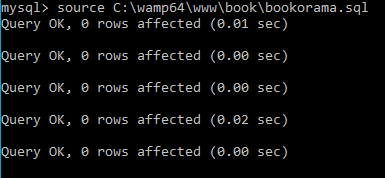 mysql> source C:\wamp64\www\book\bookorama.sql
Query OK, 0 rows affected (0.01 sec)
Query OK, 0 rows affected (0.00 sec)
Query OK, 0 rows affected (0.00 sec)
Query OK, 0 rows affected (0.02 sec)
Query OK, 0 rows affected (0.00 sec)